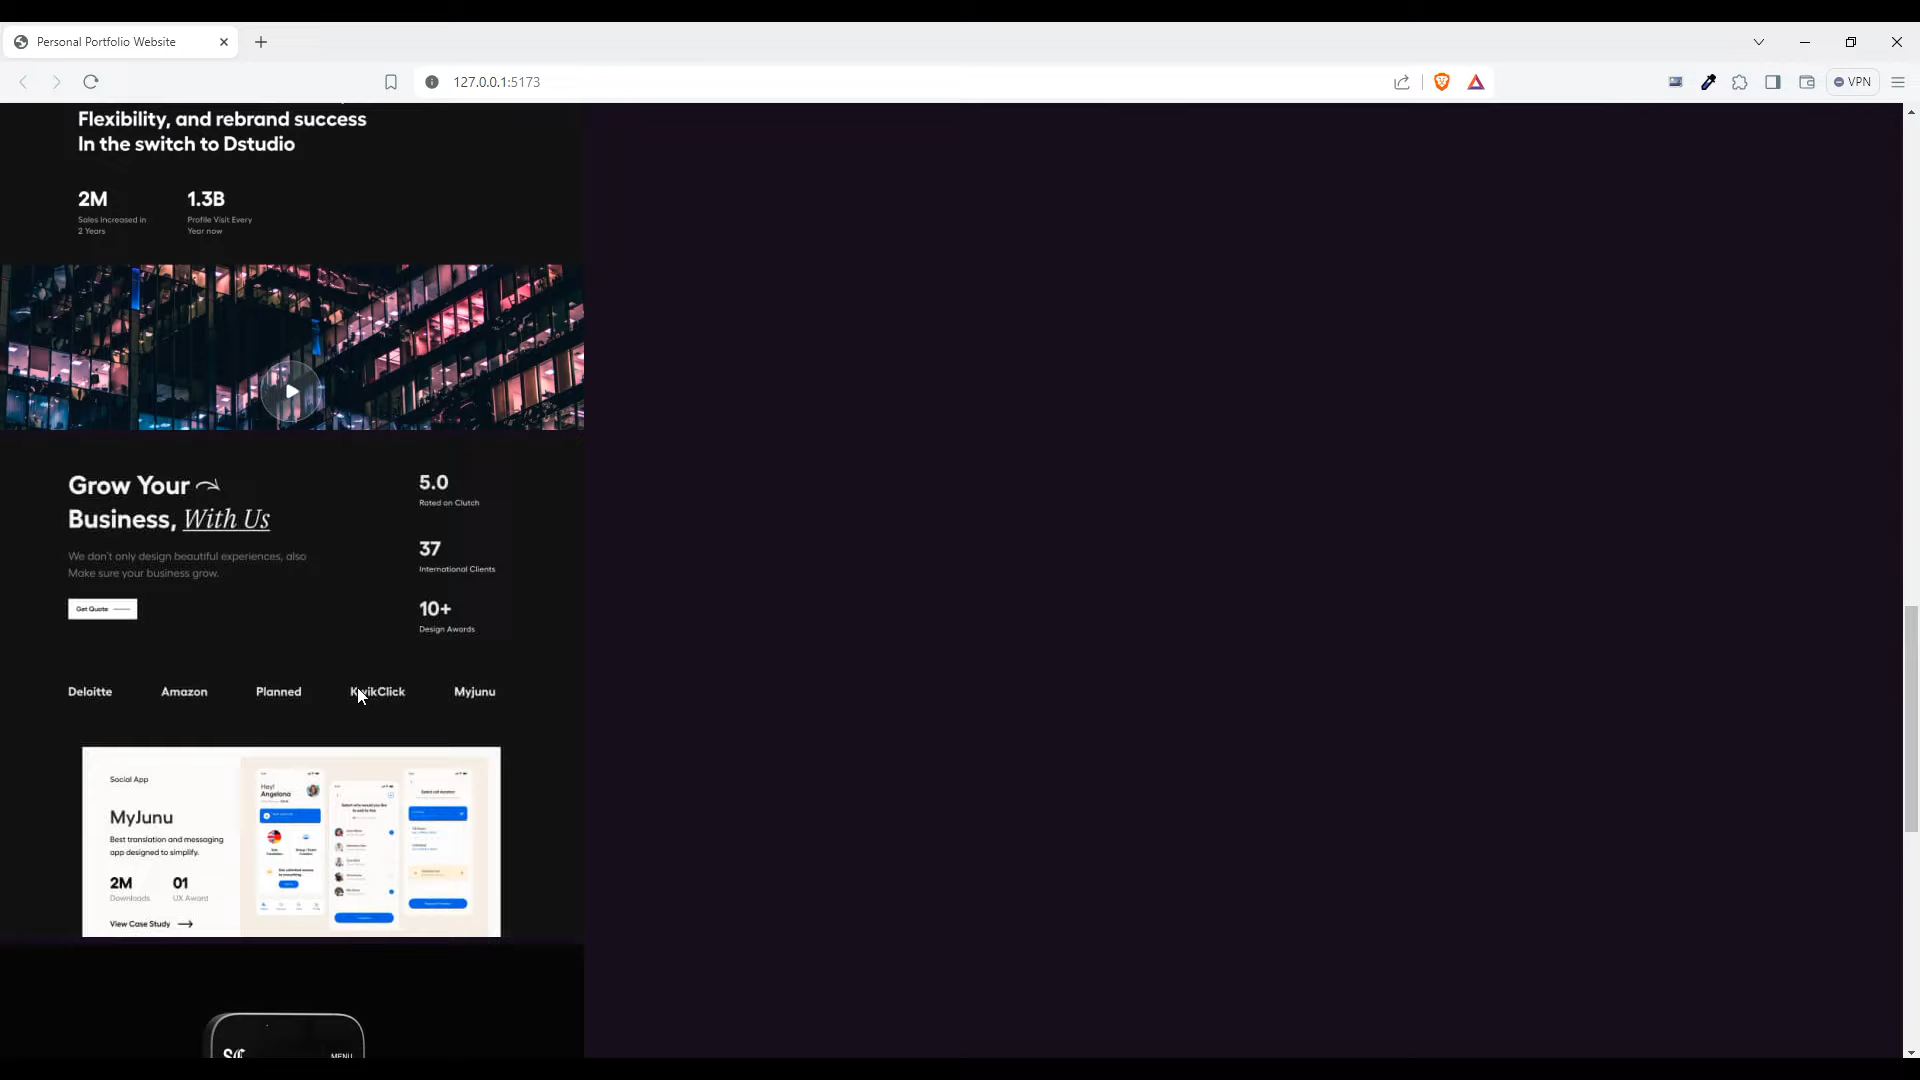 Personal Portfolio Website
127.0.0.1:5173
VPN
Flexibility, and rebrand success
In the switch to Dstudio
2M
1.3B
Sales Increased in
2 Years
Profile Visit Every
Year now
Grow Your
Business, With Us
We don't only design beautiful experiences, also
Make sure your business grow.
Get Quote
5.0
Rated on Clutch
37
International Clients
10+
Design Awards
Deloitte
Amazon
Planned
KwikClick
Myjunu
Social App
MyJunu
Best translation and messaging
app designed to simplify.
2M
01
Downloads
UX Award
View Case Study
Hey!
Angelona
MENU